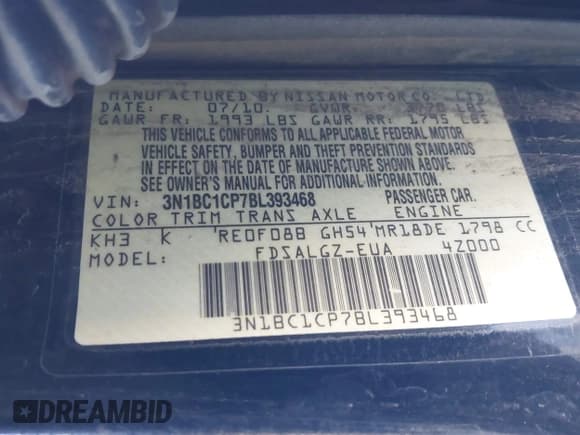 MANUFACTURED BY NISSAN MOTOR CO., LTD.
DATE: 07/10. GVWR: 3770 LBS
GAWR FR: 1993 LBS GAWR RR: 1795 LBS
THIS VEHICLE CONFORMS TO ALL APPLICABLE FEDERAL MOTOR
VEHICLE SAFETY, BUMPER AND THEFT PREVENTION STANDARDS
IN EFFECT ON THE DATE OF MANUFACTURE SHOWN ABOVE.
SEE OWNER'S MANUAL FOR ADDITIONAL INFORMATION.
VIN: 3N1BC1CP7BL393468 PASSENGER CAR.
COLOR TRIM TRANS AXLE ENGINE
KH3 K 'RE0F08B GH54'MR18DE 1798 CC
FDSALGZ-EUA 4Z000
3N1BC1CP7BL393468
DREAMBID